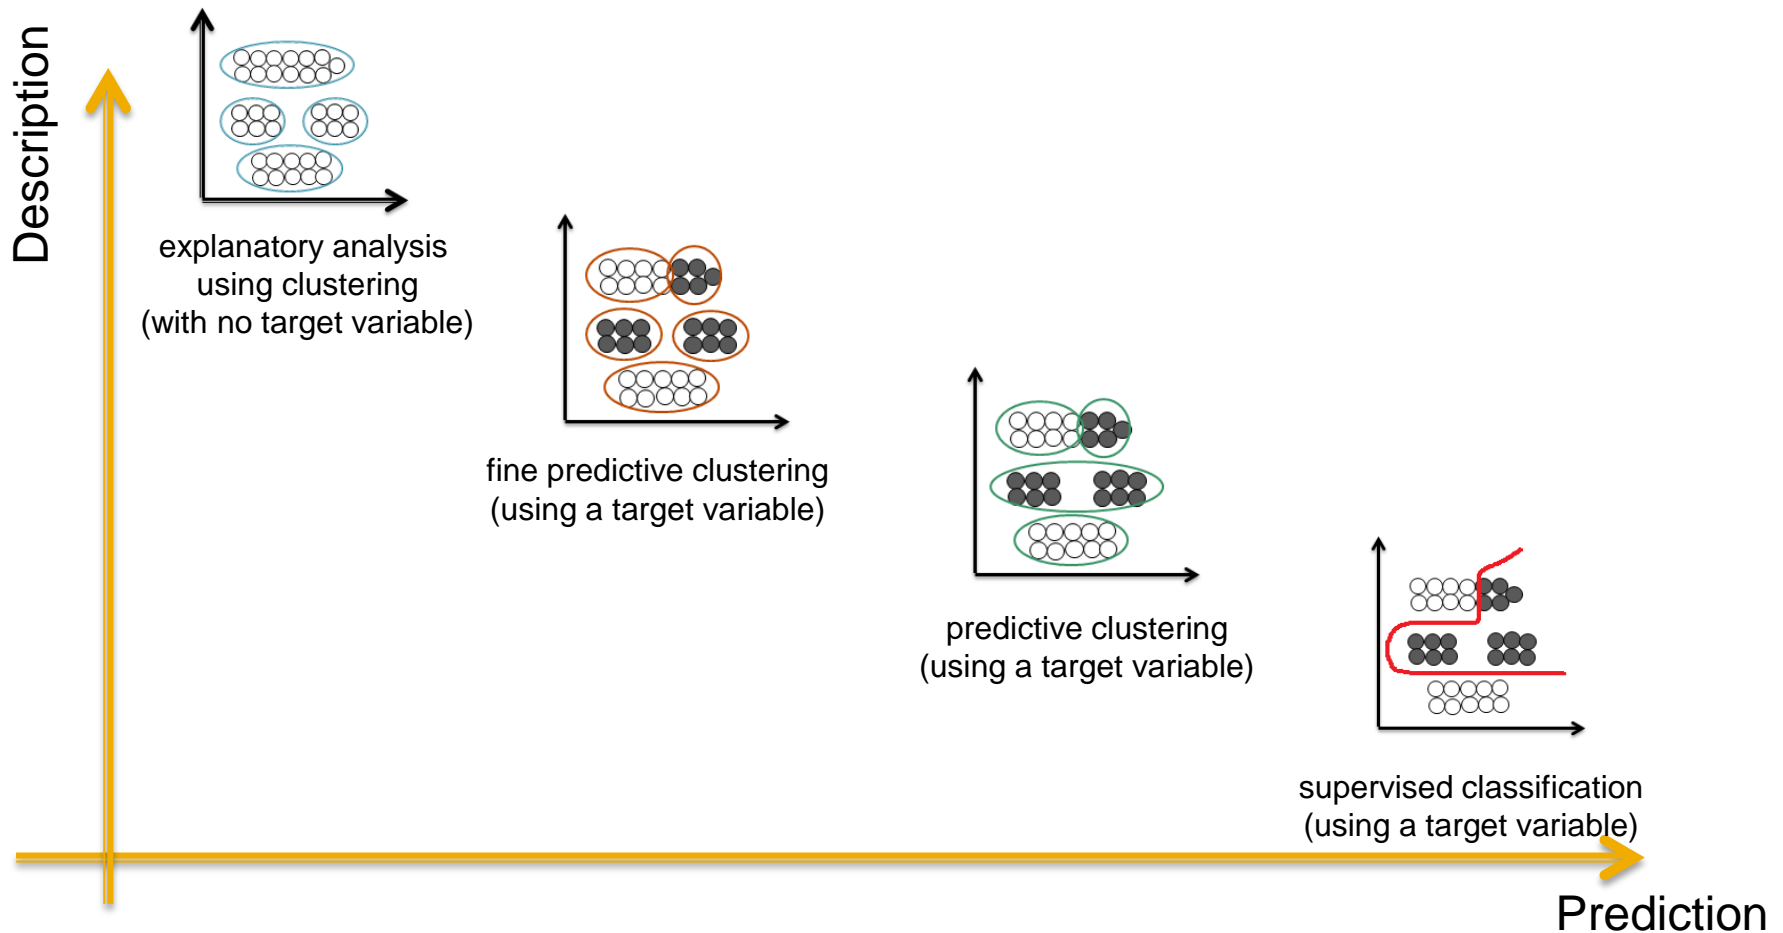 Description
explanatory analysis
using clustering
(with no target variable)
fine predictive clustering
(using a target variable)
predictive clustering
(using a target variable)
supervised classification
(using a target variable)
Prediction